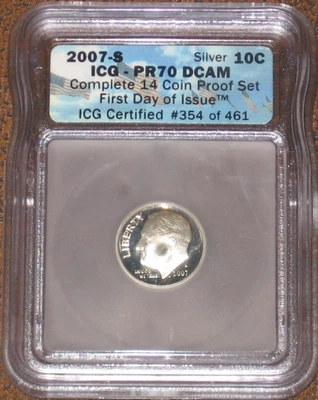 2007-S Silver 10C
ICG - PR70 DCAM
Complete 14 Coin Proof Set
First Day of Issue™
ICG Certified #354 of 461
LIBERTY
2007